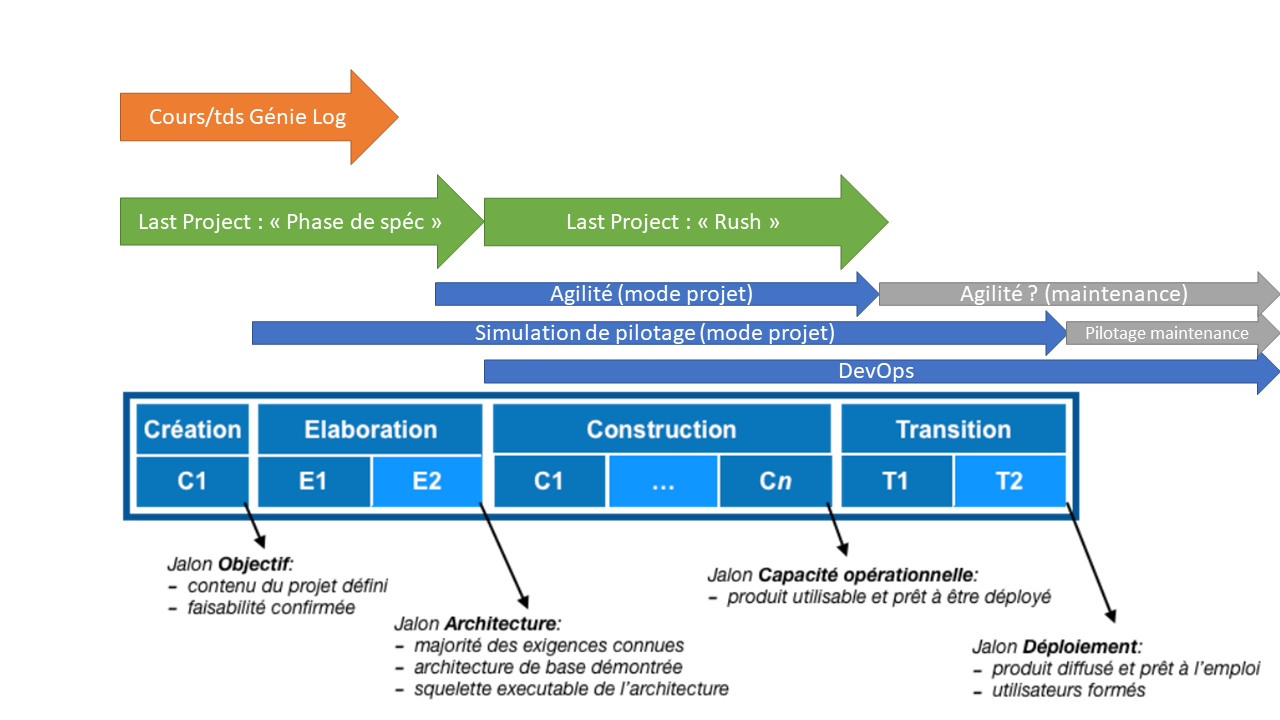 Cours/tds Génie Log
Last Project : « Phase de spéc »
Last Project : « Rush »
Agilité (mode projet)
Agilité ? (maintenance)
Simulation de pilotage (mode projet)
Pilotage maintenance
DevOps
Création
Elaboration
Construction
Transition
C1
E1
E2
C1
...
Cn
T1
T2
Jalon Objectif:
– contenu du projet défini
– faisabilité confirmée
Jalon Architecture:
– majorité des exigences connues
– architecture de base démontrée
– squelette executable de l'architecture
Jalon Capacité opérationnelle:
– produit utilisable et prêt à être déployé
Jalon Déploiement:
– produit diffusé et prêt à l'emploi
– utilisateurs formés